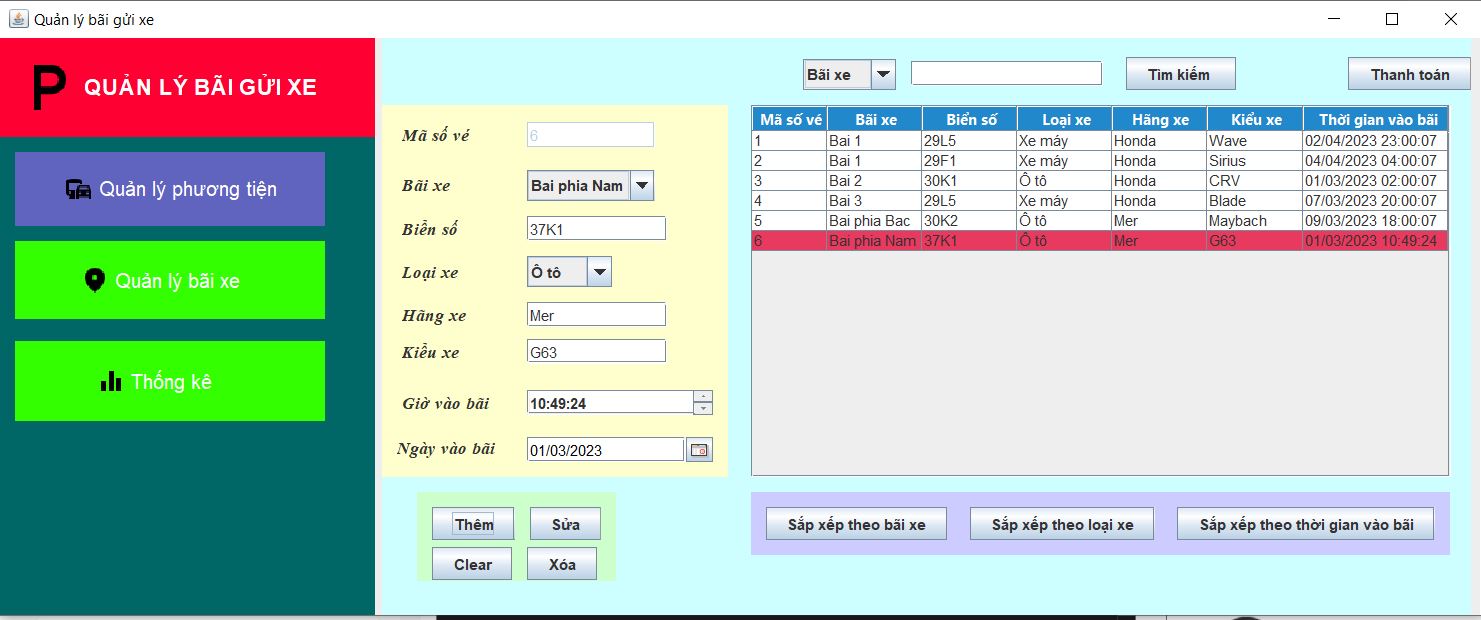 Quản lý bãi gửi xe
P QUẢN LÝ BÃI GỬI XE
Quản lý phương tiện
Quản lý bãi xe
Thống kê
Bãi xe Tìm kiếm Thanh toán
Mã số vé 6
Bãi xe Bai phia Nam
Biển số 37K1
Loại xe Ô tô
Hãng xe Mer
Kiểu xe G63
Giờ vào bãi 10:49:24
Ngày vào bãi 01/03/2023
Thêm Sửa
Clear Xóa
Mã số vé Bãi xe Biển số Loại xe Hãng xe Kiểu xe Thời gian vào bãi
1 Bai 1 29L5 Xe máy Honda Wave 02/04/2023 23:00:07
2 Bai 1 29F1 Xe máy Honda Sirius 04/04/2023 04:00:07
3 Bai 2 30K1 Ô tô Honda CRV 01/03/2023 02:00:07
4 Bai 3 29L5 Xe máy Honda Blade 07/03/2023 20:00:07
5 Bai phia Bac 30K2 Ô tô Mer Maybach 09/03/2023 18:00:07
6 Bai phia Nam 37K1 Ô tô Mer G63 01/03/2023 10:49:24
Sắp xếp theo bãi xe Sắp xếp theo loại xe Sắp xếp theo thời gian vào bãi